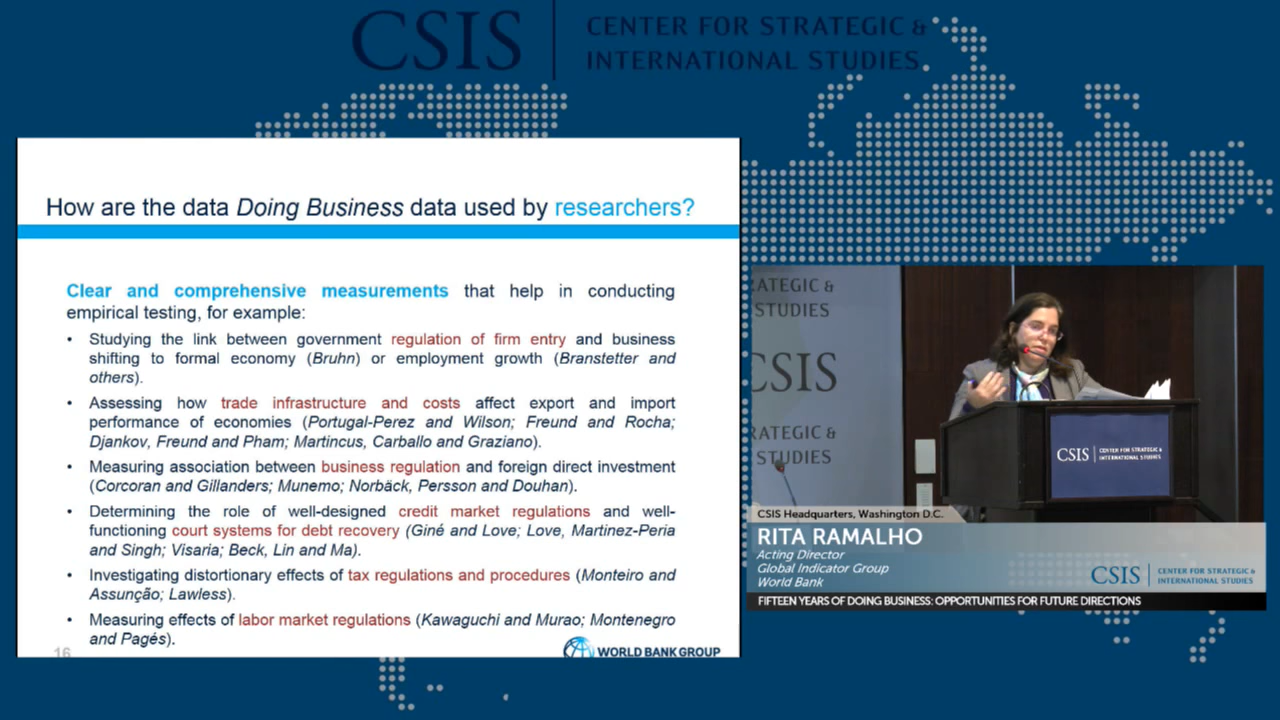 CSIS
CENTER FOR STRATEGIC &
INTERNATIONAL STUDIES
How are the data Doing Business data used by researchers?
Clear and comprehensive measurements that help in conducting
empirical testing, for example:
• Studying the link between government regulation of firm entry and business
shifting to formal economy (Bruhn) or employment growth (Branstetter and
others).
• Assessing how trade infrastructure and costs affect export and import
performance of economies (Portugal-Perez and Wilson; Freund and Rocha;
Djankov, Freund and Pham; Martincus, Carballo and Graziano).
• Measuring association between business regulation and foreign direct investment
(Corcoran and Gillanders; Munemo; Norbäck, Persson and Douhan).
• Determining the role of well-designed credit market regulations and well-
functioning court systems for debt recovery (Giné and Love; Love, Martinez-Peria
and Singh; Visaria; Beck, Lin and Ma).
• Investigating distortionary effects of tax regulations and procedures (Monteiro and
Assunção; Lawless).
• Measuring effects of labor market regulations (Kawaguchi and Murao; Montenegro
and Pagés).
16
WORLD BANK GROUP
ATEGIC &
STUDIES
CSIS
RATEGIC &
STUDIES
CSIS
CENTER FOR STRATEGIC &
INTERNATIONAL STUDIES
CSIS Headquarters, Washington D.C.
RITA RAMALHO
Acting Director
Global Indicator Group
World Bank
CSIS
CENTER FOR STRATEGIC &
INTERNATIONAL STUDIES
FIFTEEN YEARS OF DOING BUSINESS: OPPORTUNITIES FOR FUTURE DIRECTIONS